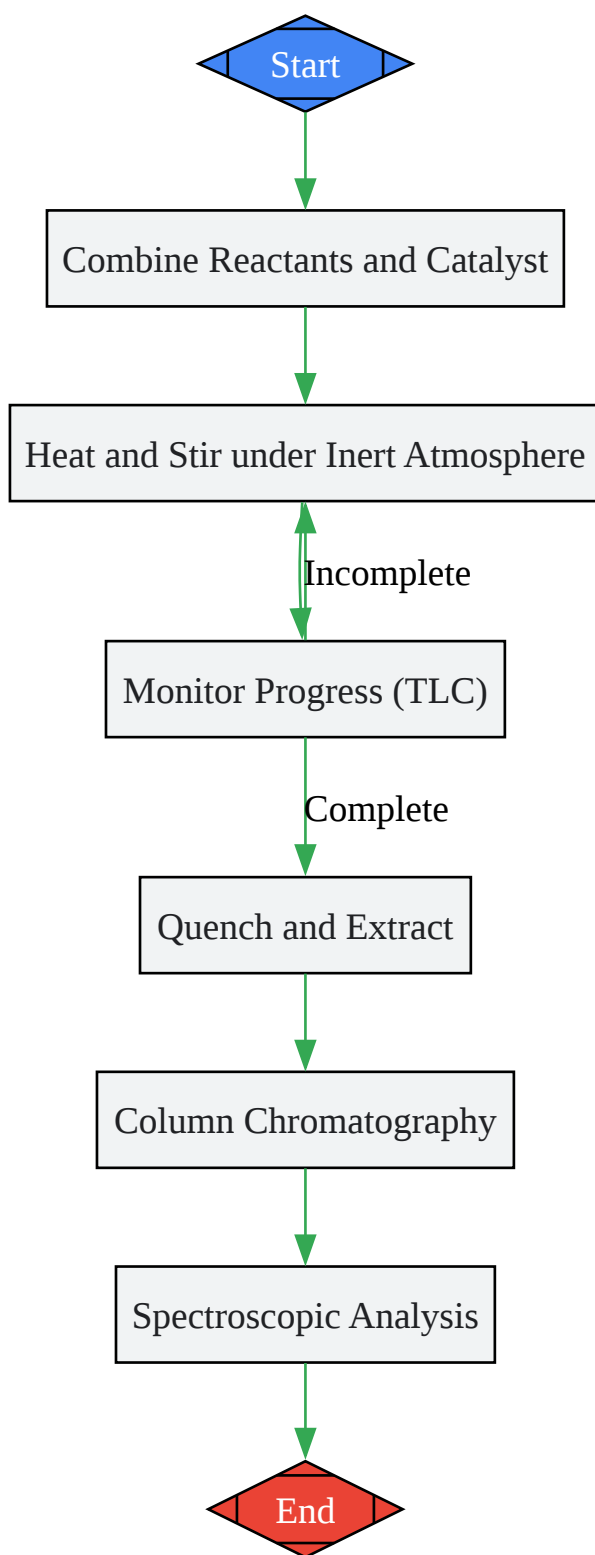 Start
Combine Reactants and Catalyst
Heat and Stir under Inert Atmosphere
Incomplete
Monitor Progress (TLC)
Complete
Quench and Extract
Column Chromatography
Spectroscopic Analysis
End